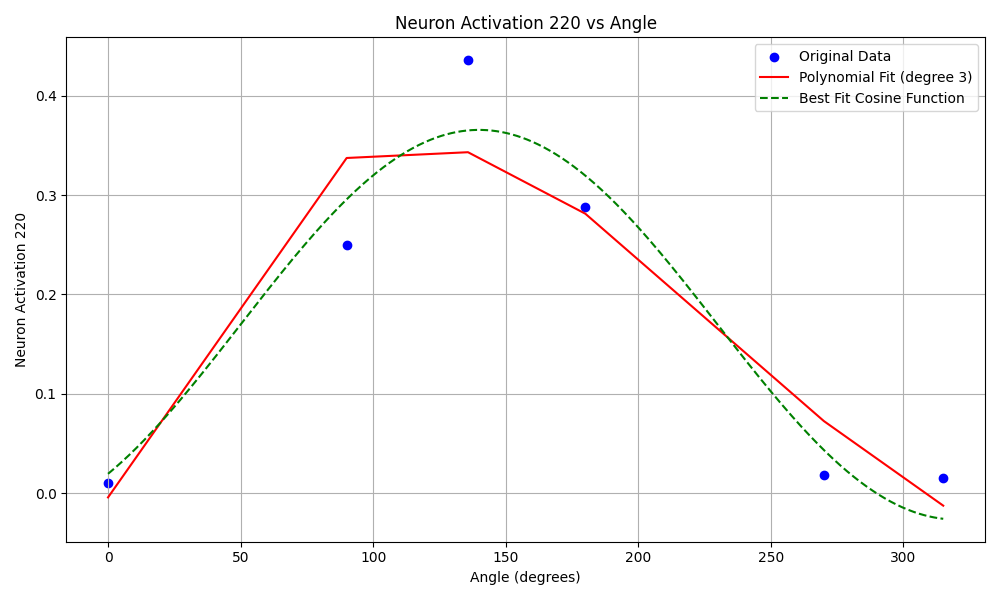 Neuron Activation 220 vs Angle
Original Data
Polynomial Fit (degree 3)
Best Fit Cosine Function
Neuron Activation 220
0.4
0.3
0.2
0.1
0.0
0 50 100 150 200 250 300
Angle (degrees)